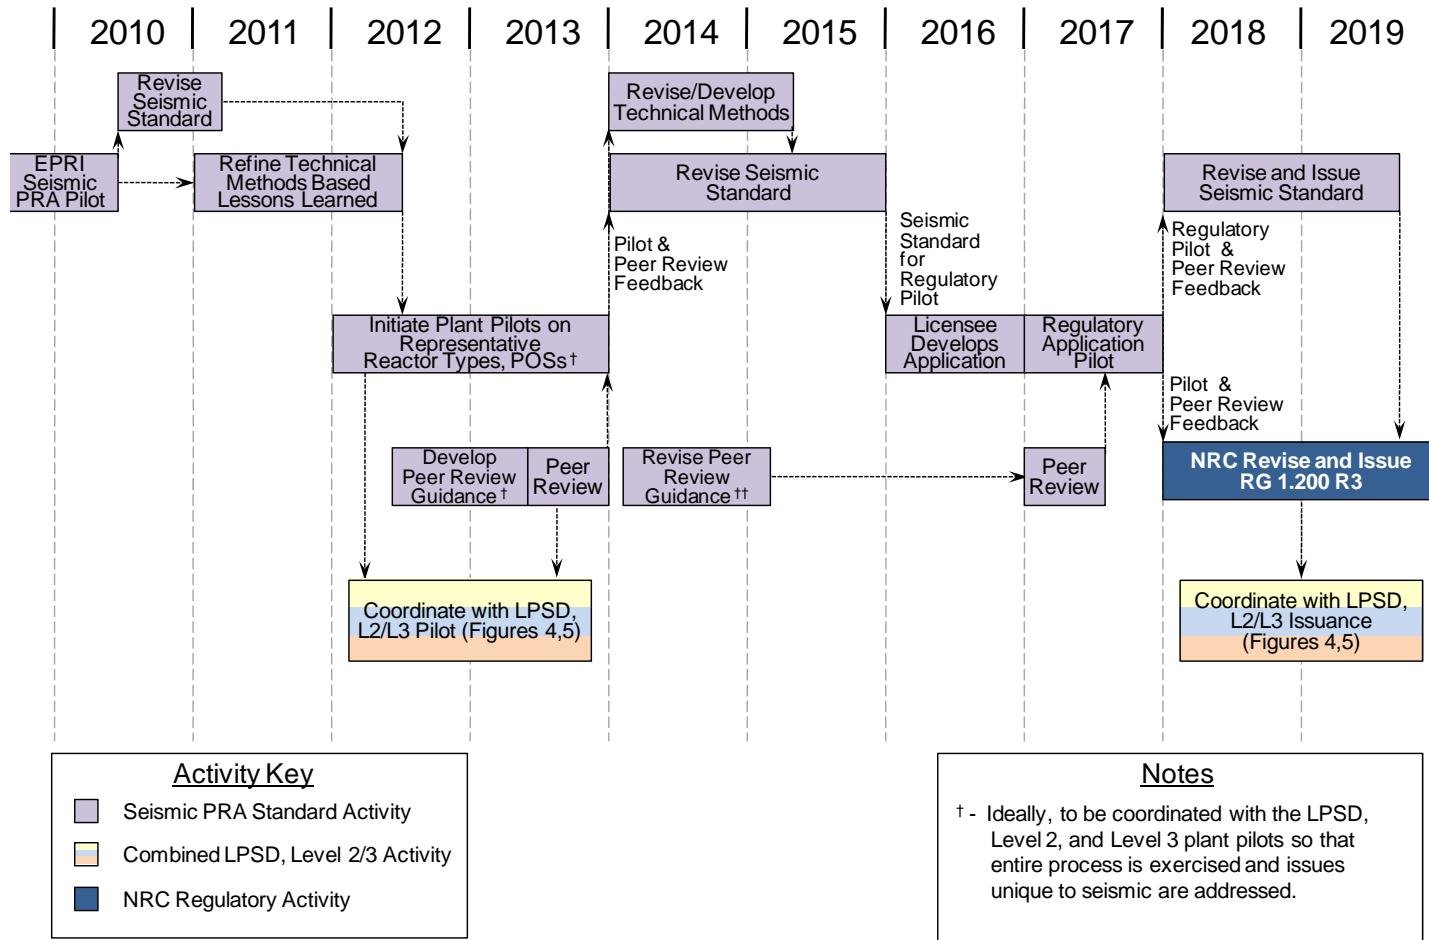 2010 2011 2012 2013 2014 2015 2016 2017 2018 2019
Revise
Seismic
Standard
Revise/Develop
Technical Methods
EPRI
Seismic
PRA Pilot
Refine Technical
Methods Based
Lessons Learned
Revise Seismic
Standard
Revise and Issue
Seismic Standard
Pilot &
Peer Review
Feedback
Seismic
Standard
for
Regulatory
Pilot
Regulatory
Pilot &
Peer Review
Feedback
Initiate Plant Pilots on
Representative
Reactor Types, POSs †
Licensee
Develops
Application
Regulatory
Application
Pilot
Pilot &
Peer Review
Feedback
Develop
Peer Review
Guidance †
Peer
Review
Revise Peer
Review
Guidance ††
Peer
Review
NRC Revise and Issue
RG 1.200 R3
Coordinate with LPSD,
L2/L3 Pilot (Figures 4,5)
Coordinate with LPSD,
L2/L3 Issuance
(Figures 4,5)
Activity Key
Seismic PRA Standard Activity
Combined LPSD, Level 2/3 Activity
NRC Regulatory Activity
Notes
† - Ideally, to be coordinated with the LPSD,
Level 2, and Level 3 plant pilots so that
entire process is exercised and issues
unique to seismic are addressed.